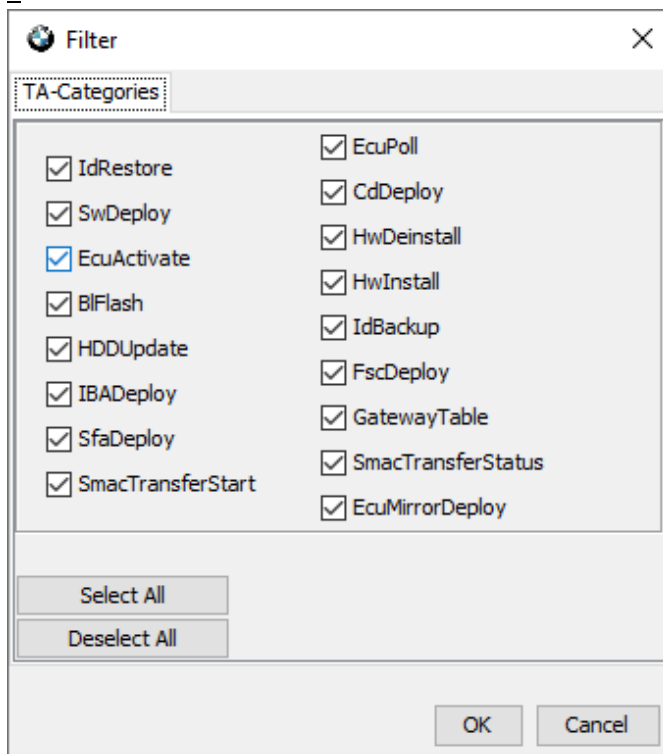 Filter
TA-Categories
IdRestore
SwDeploy
EcuActivate
BlFlash
HDDUpdate
IBADeploy
SfaDeploy
SmacTransferStart
EcuPoll
CdDeploy
HwDeinstall
HwInstall
IdBackup
FscDeploy
GatewayTable
SmacTransferStatus
EcuMirrorDeploy
Select All
Deselect All
OK
Cancel